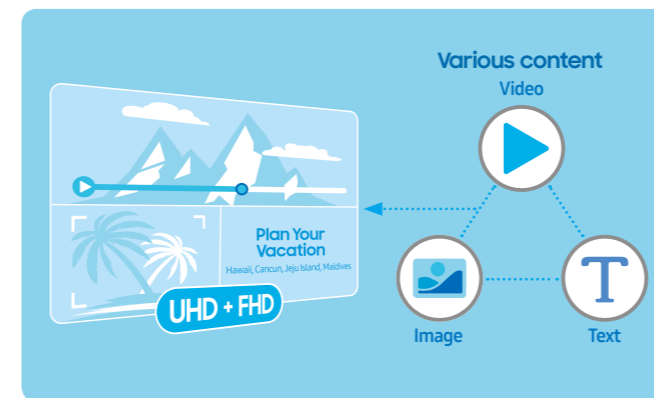 Various content
Video
Plan Your
Vacation
Hawaii, Cancun, Jeju Island, Maldives
UHD + FHD
T
Image
Text